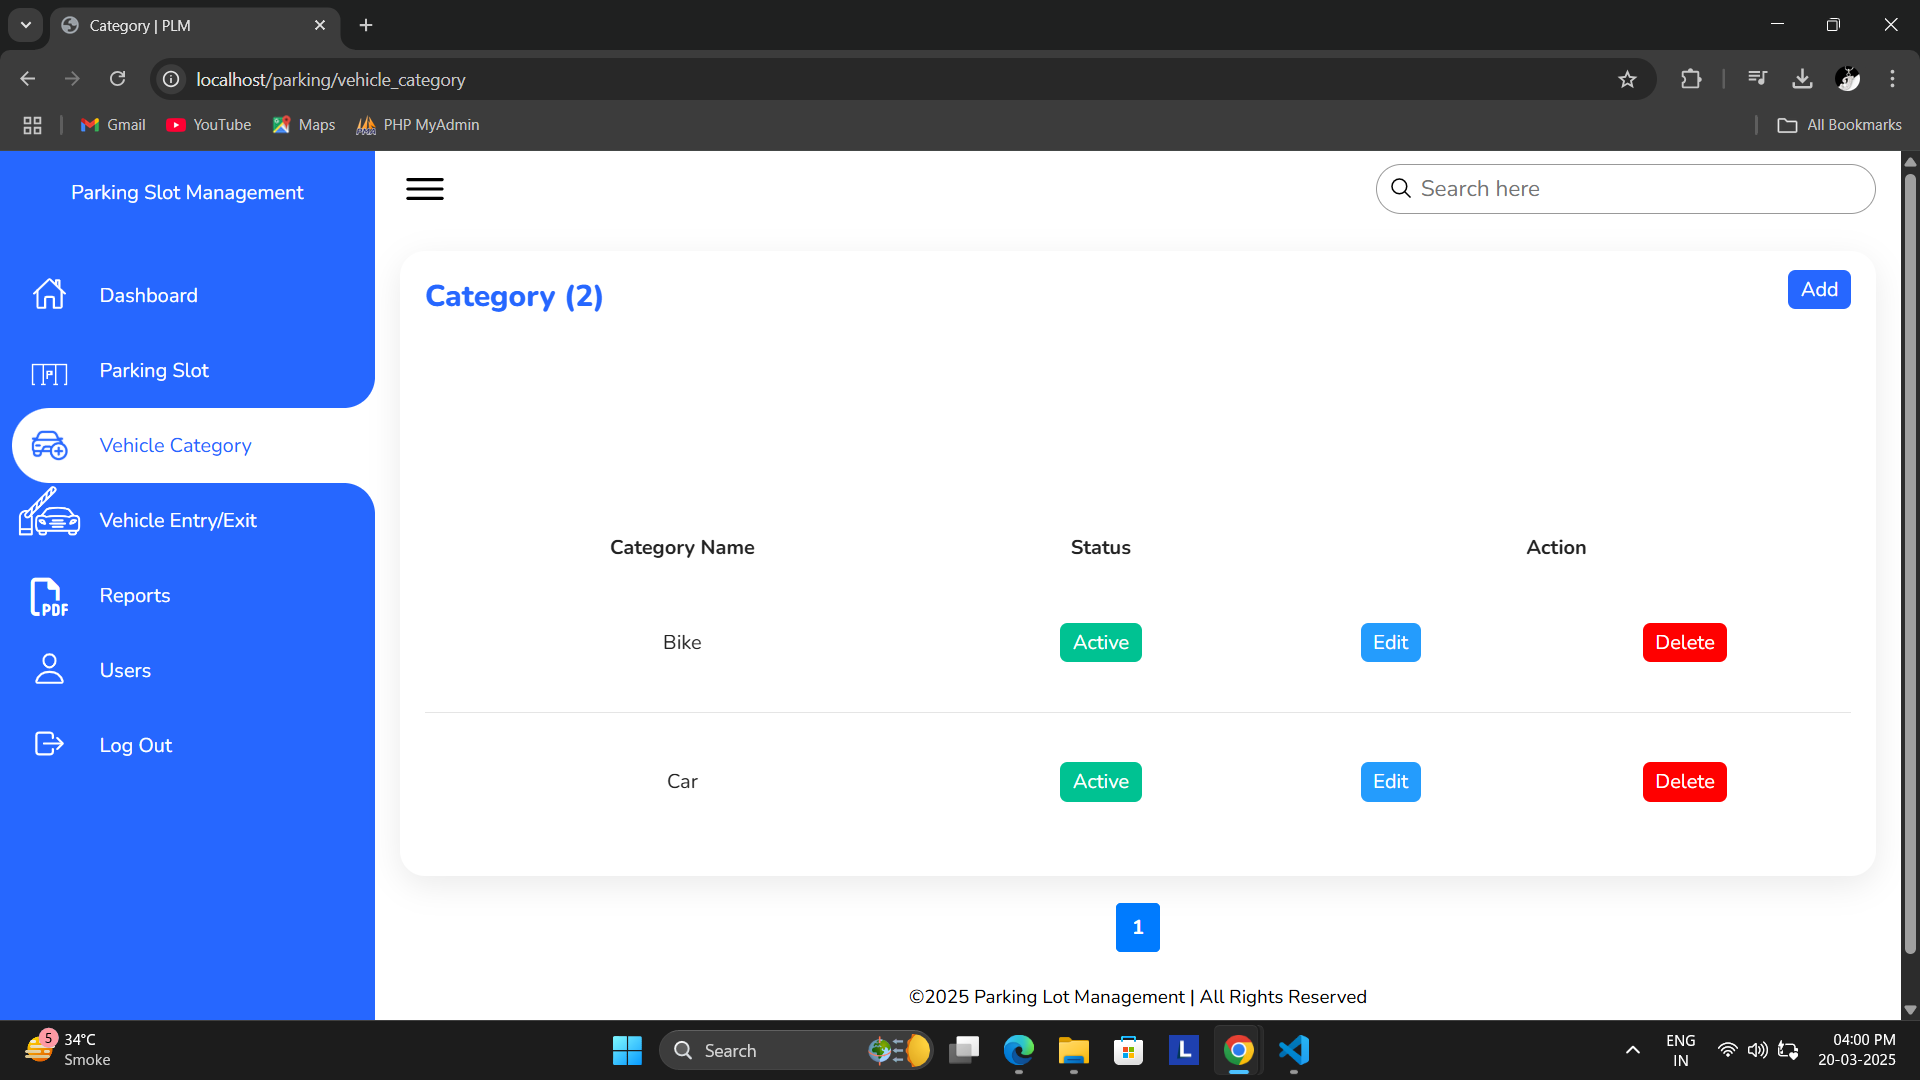 Category | PLM
localhost/parking/vehicle_category
Gmail
YouTube
Maps
PHP MyAdmin
All Bookmarks
Parking Slot Management
Search here
Category (2)
Add
Dashboard
Parking Slot
Vehicle Category
Vehicle Entry/Exit
PDF
Reports
Users
Log Out
Category Name Status Action
Bike Active Edit Delete
Car Active Edit Delete
1
©2025 Parking Lot Management | All Rights Reserved
5
34°C
Smoke
Search
L
ENG
IN
04:00 PM
20-03-2025